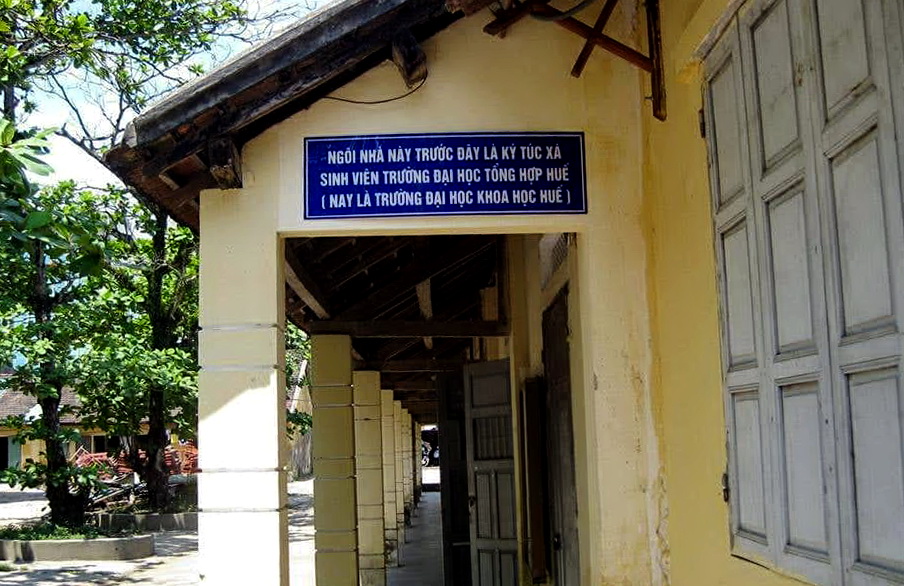 NGÔI NHÀ NÀY TRƯỚC ĐÂY LÀ KÝ TÚC XÁ
SINH VIÊN TRƯỜNG ĐẠI HỌC TỔNG HỢP HUẾ
( NAY LÀ TRƯỜNG ĐẠI HỌC KHOA HỌC HUẾ )